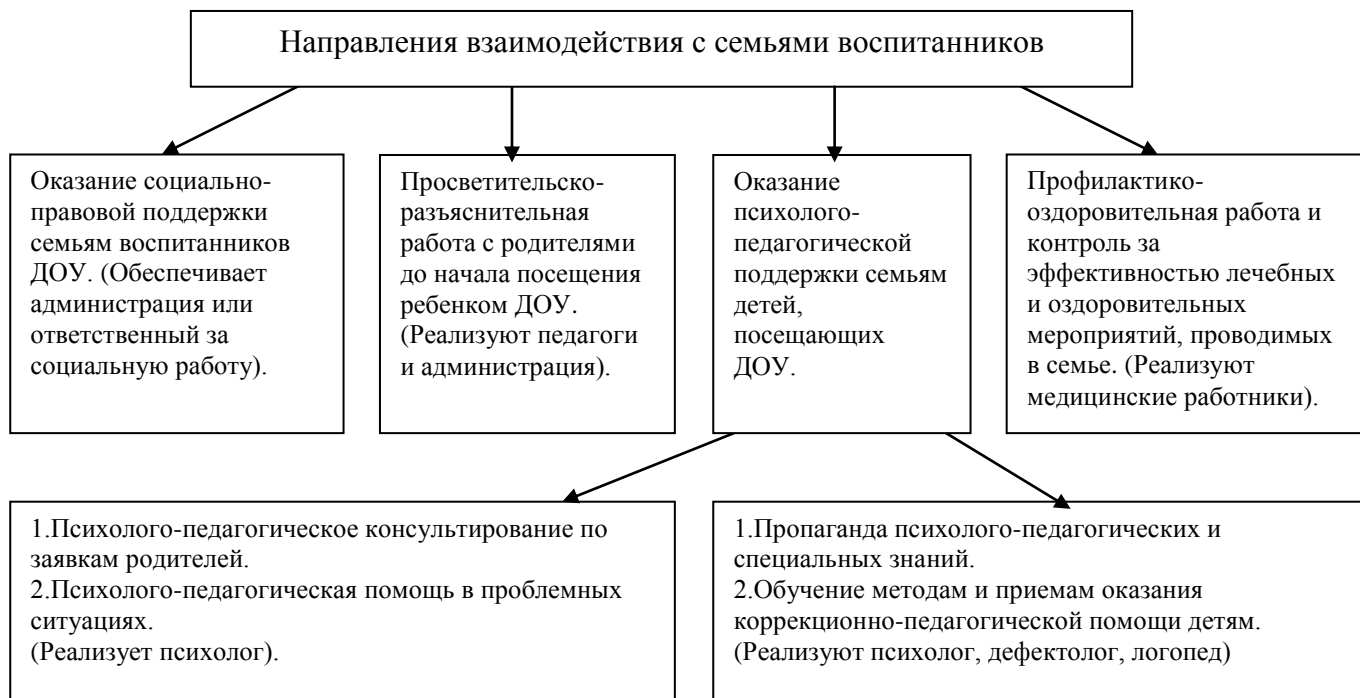 Направления взаимодействия с семьями воспитанников
Оказание социально-
правовой поддержки
семьям воспитанников
ДОУ. (Обеспечивает
администрация или
ответственный за
социальную работу).
Просветительско-
разъяснительная
работа с родителями
до начала посещения
ребенком ДОУ.
(Реализуют педагоги
и администрация).
Оказание
психолого-
педагогической
поддержки семьям
детей,
посещающих
ДОУ.
Профилактико-
оздоровительная работа и
контроль за
эффективностью лечебных
и оздоровительных
мероприятий, проводимых
в семье. (Реализуют
медицинские работники).
1.Психолого-педагогическое консультирование по
заявкам родителей.
2.Психолого-педагогическая помощь в проблемных
ситуациях.
(Реализует психолог).
1.Пропаганда психолого-педагогических и
специальных знаний.
2.Обучение методам и приемам оказания
коррекционно-педагогической помощи детям.
(Реализуют психолог, дефектолог, логопед)